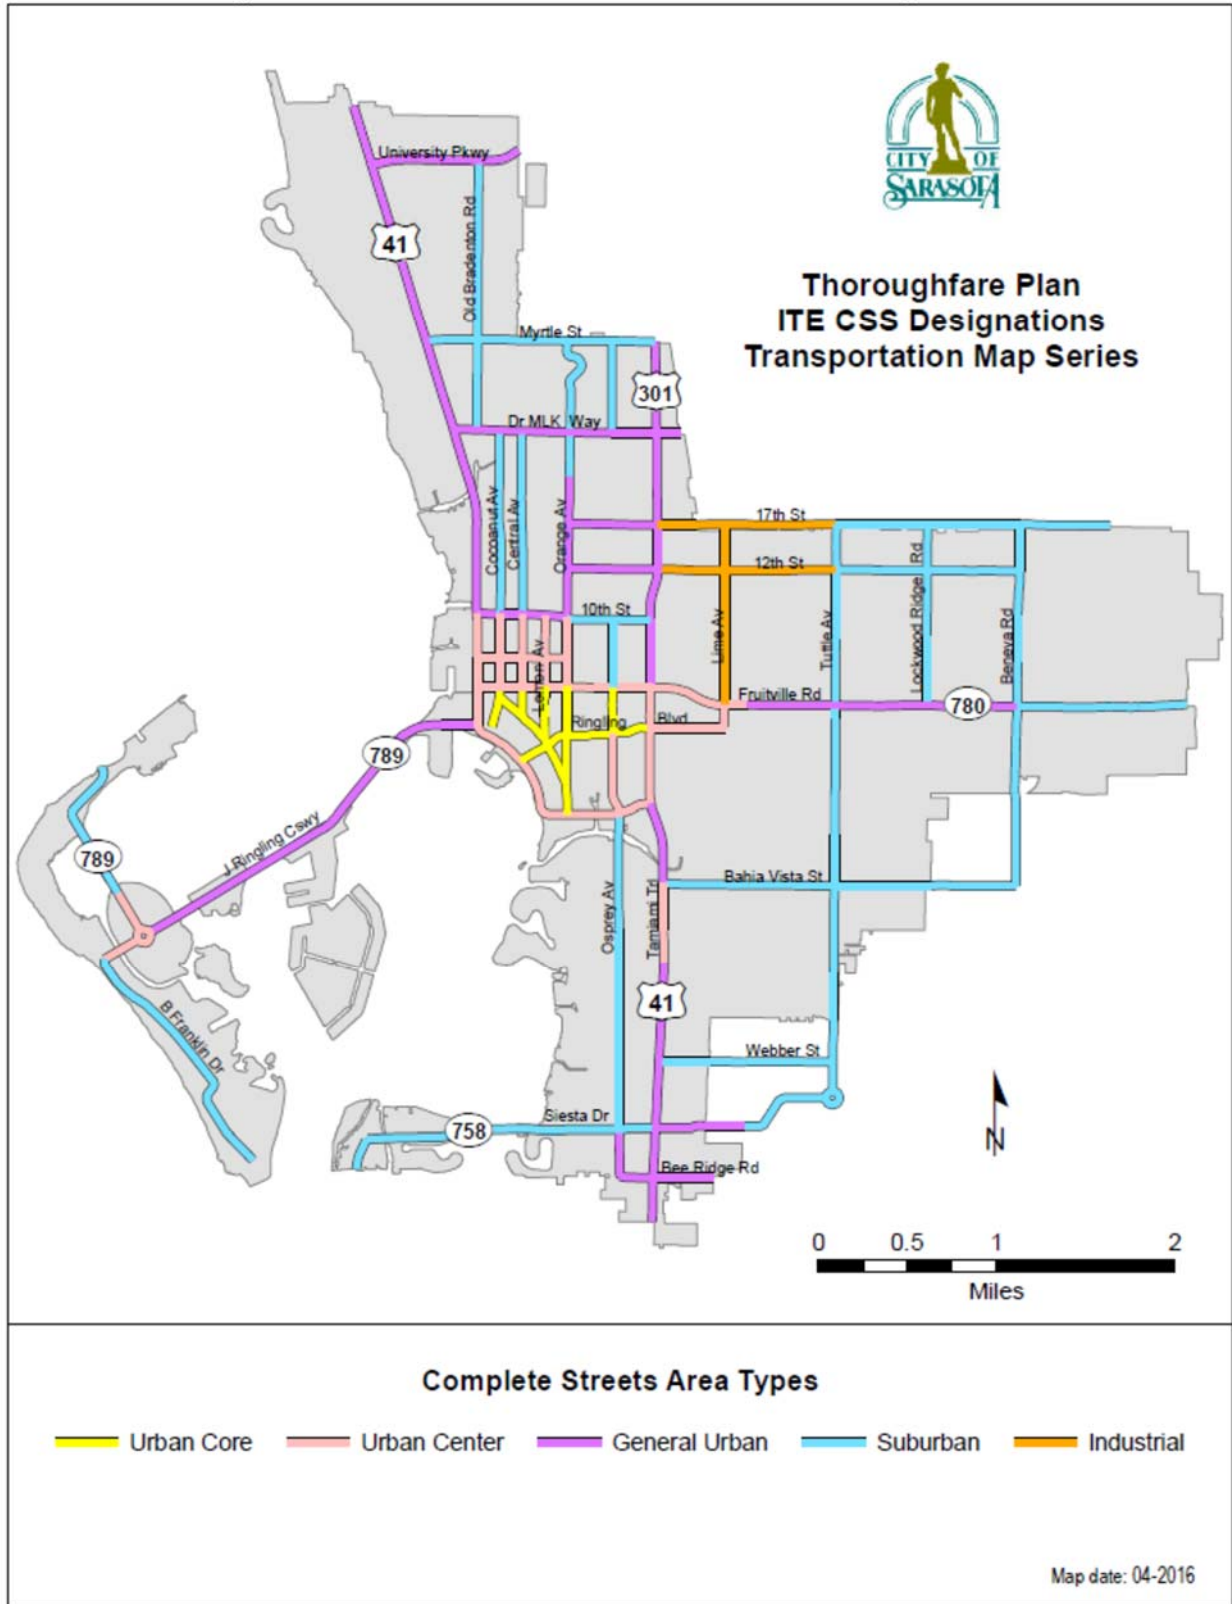 CITY OF
SARASOTA
Thoroughfare Plan
ITE CSS Designations
Transportation Map Series
University Pkwy
41
Old Bradenton Rd
Myrtle St
301
Dr MLK Way
Cocoanut Av
Central Av
Orange Av
17th St
12th St
10th St
Lime Av
Tuttle Av
Lockwood Ridge Rd
Beneva Rd
Lemon Av
Fruitville Rd
780
Ringling Blvd
789
789
J Ringling Cswy
Bahia Vista St
Osprey Av
Tamiami Trl
41
B Franklin Dr
Webber St
Siesta Dr
758
Bee Ridge Rd
N
0 0.5 1 2
Miles
Complete Streets Area Types
Urban Core Urban Center General Urban Suburban Industrial
Map date: 04-2016